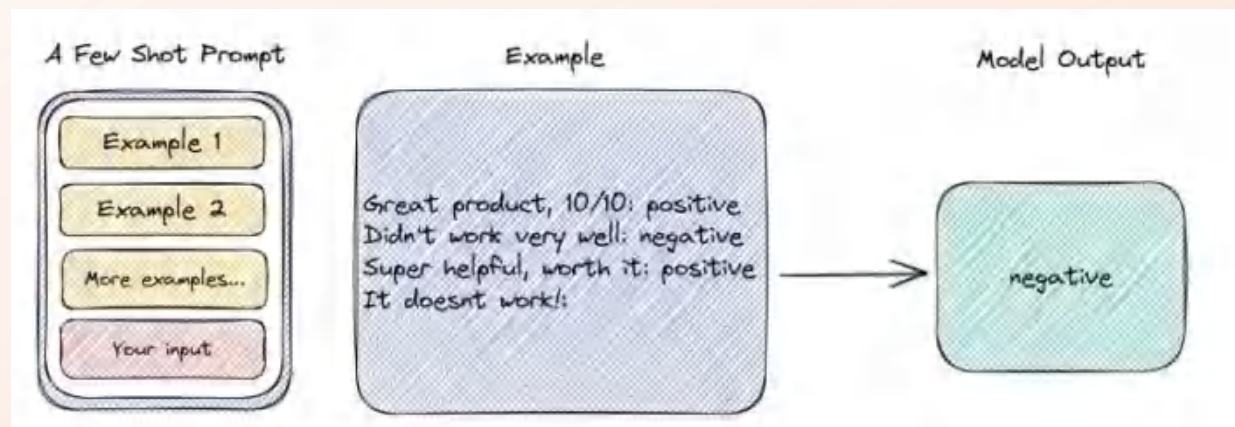 A Few Shot Prompt
Example 1
Example 2
More examples...
Your input
Example
Great product, 10/10: positive
Didn't work very well: negative
Super helpful, worth it: positive
It doesnt work!:
Model Output
negative